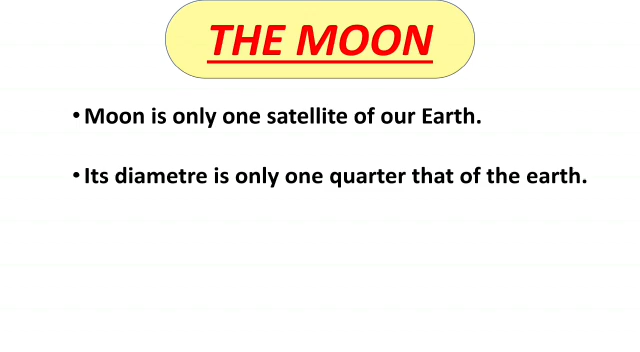 THE MOON
• Moon is only one satellite of our Earth.
• Its diametre is only one quarter that of the earth.